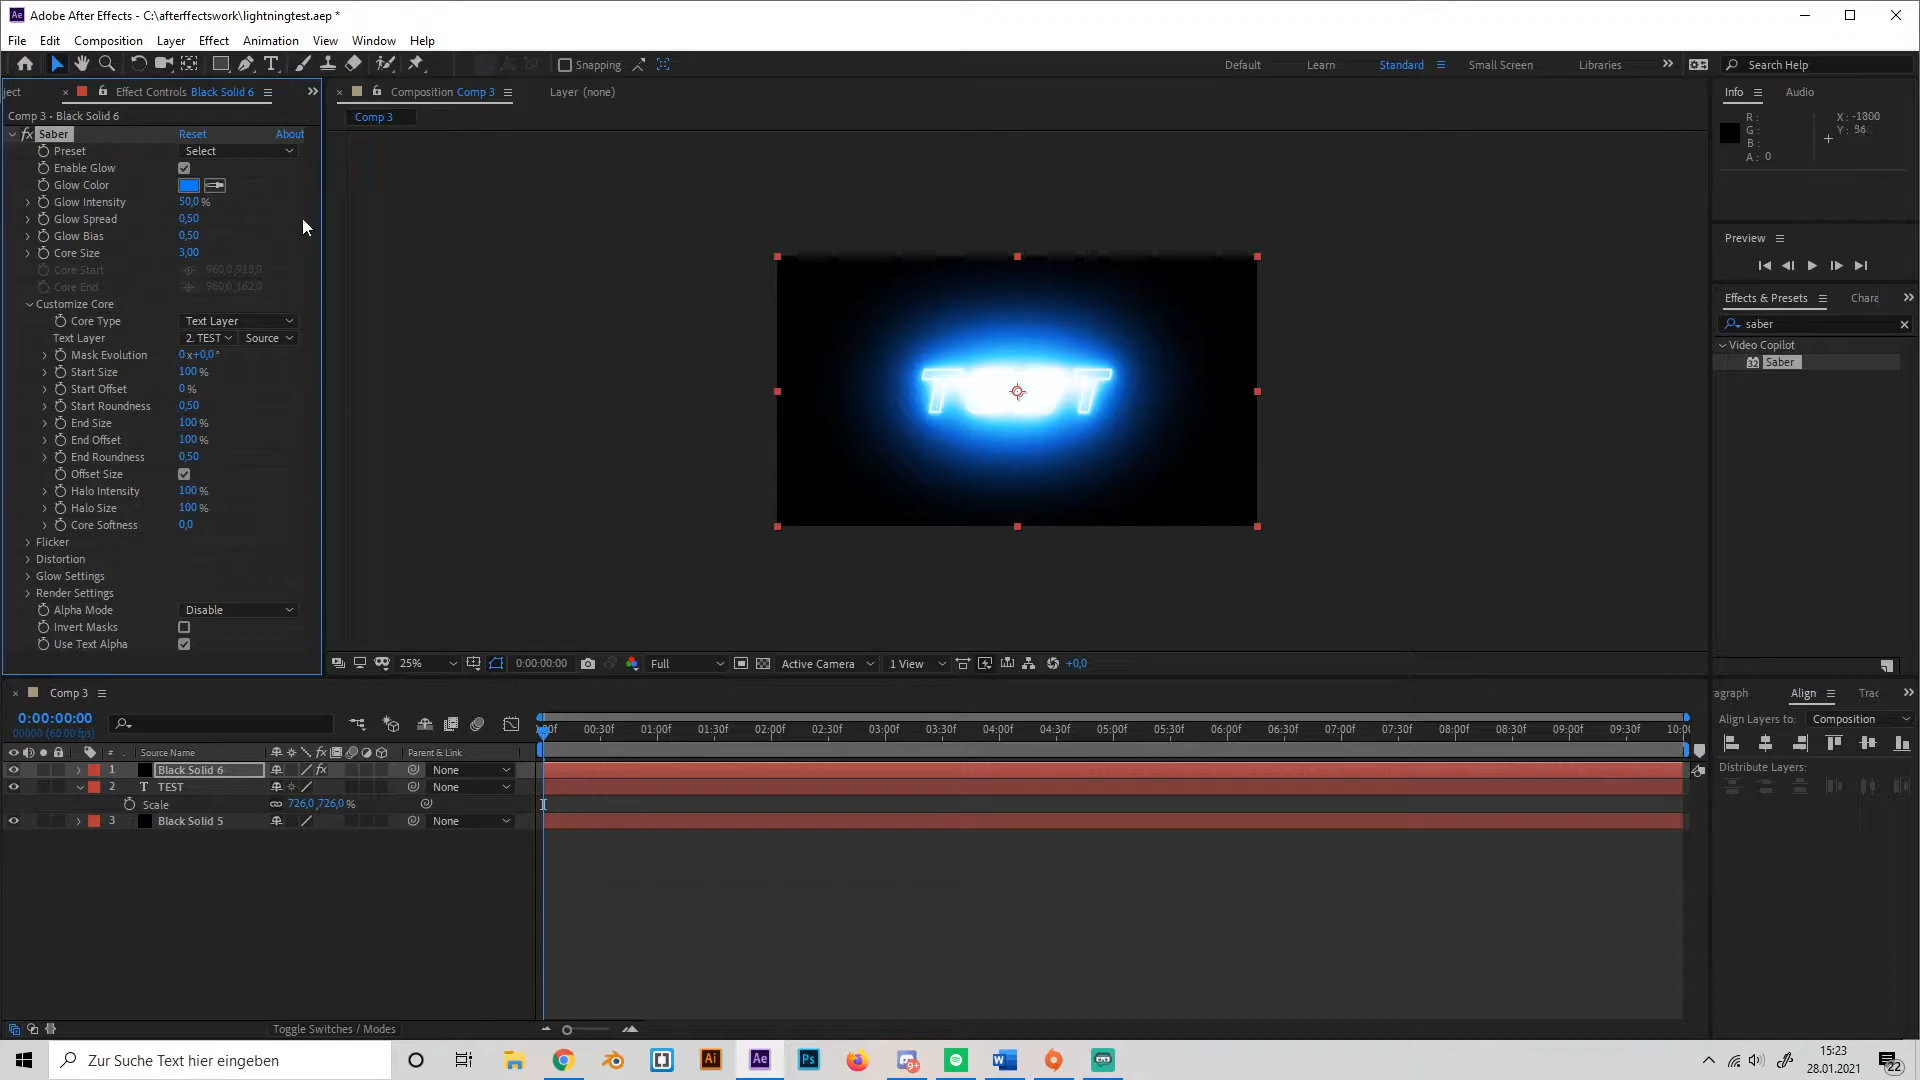 Adobe After Effects - C:\afterffectswork\lightningtest.aep *
File Edit Composition Layer Effect Animation View Window Help
Snapping
Default Learn Standard Small Screen Libraries Search Help
ject Effect Controls Black Solid 6
Composition Comp 3
Layer (none)
Info Audio
Comp 3 • Black Solid 6
Comp 3
R :
G :
B :
A : 0
X : -1800
Y : 56
fx Saber Reset About
Preset Select
Enable Glow
Glow Color
Glow Intensity 50,0 %
Glow Spread 0,50
Glow Bias 0,50
Core Size 3,00
Core Start 960,0 ,918,0
Core End 960,0 ,162,0
Customize Core
Core Type Text Layer
Text Layer 2. TEST Source
Mask Evolution 0 x +0,0 °
Start Size 100 %
Start Offset 0 %
Start Roundness 0,50
End Size 100 %
End Offset 100 %
End Roundness 0,50
Offset Size
Halo Intensity 100 %
Halo Size 100 %
Core Softness 0,0
Flicker
Distortion
Glow Settings
Render Settings
Alpha Mode Disable
Invert Masks
Use Text Alpha
Preview
Effects & Presets Chara
saber
Video Copilot
32 Saber
25% 0:00:00:00 Full Active Camera 1 View +0,0
Comp 3
0:00:00:00
00000 (60.00 fps)
00f 00:30f 01:00f 01:30f 02:00f 02:30f 03:00f 03:30f 04:00f 04:30f 05:00f 05:30f 06:00f 06:30f 07:00f 07:30f 08:00f 08:30f 09:00f 09:30f 10:00
# Source Name fx Parent & Link
1 Black Solid 6 fx None
2 T TEST None
Scale 726,0 ,726,0 %
3 Black Solid 5 None
Toggle Switches / Modes
aragraph Align Trac
Align Layers to: Composition
Distribute Layers:
Zur Suche Text hier eingeben
Ai Ae Ps
9+
15:23
28.01.2021
22